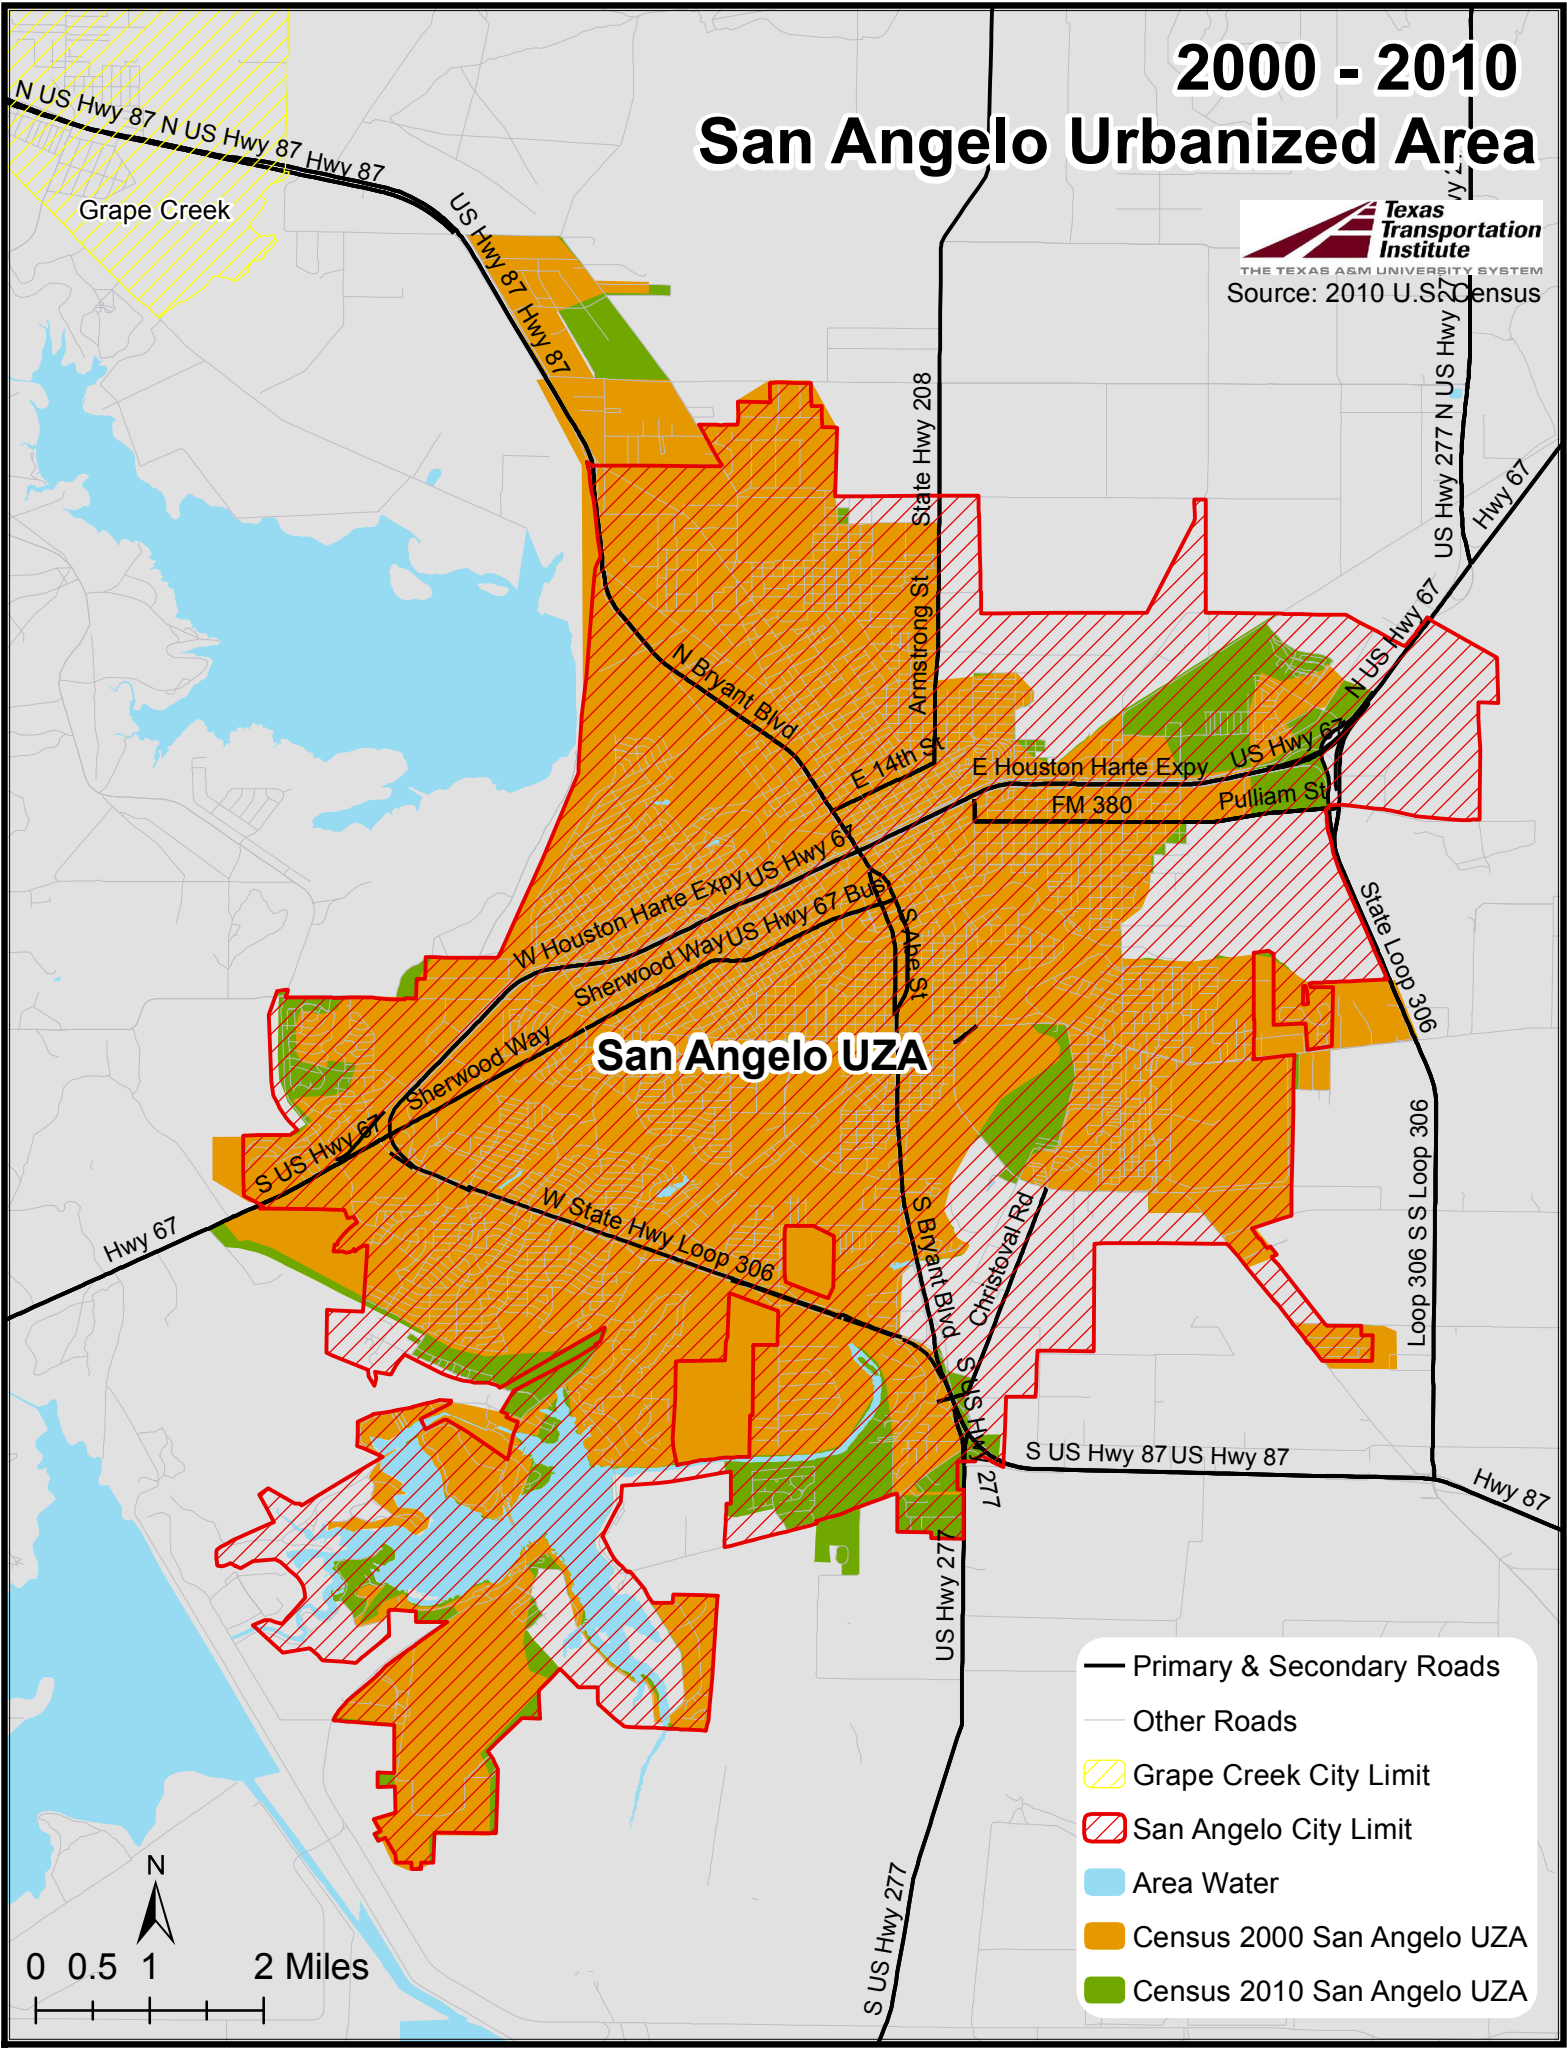 2000 - 2010
San Angelo Urbanized Area
Texas
Transportation
Institute
THE TEXAS A&M UNIVERSITY SYSTEM
Source: 2010 U.S. Census
N US Hwy 87 N US Hwy 87 Hwy 87
Grape Creek
US Hwy 87 Hwy 87
State Hwy 208
US Hwy 277 N US Hwy 27
Hwy 67
N US Hwy 67
Armstrong St
N Bryant Blvd
E 14th St
E Houston Harte Expy
US Hwy 67
FM 380
Pulliam St
W Houston Harte Expy US Hwy 67
Sherwood Way US Hwy 67 Bus
S Abe St
State Loop 306
San Angelo UZA
Sherwood Way
S US Hwy 67
Hwy 67
W State Hwy Loop 306
S Bryant Blvd
Christoval Rd
Loop 306 S S Loop 306
S US Hwy 277
S US Hwy 87 US Hwy 87
Hwy 87
US Hwy 277
S US Hwy 277
Primary & Secondary Roads
Other Roads
Grape Creek City Limit
San Angelo City Limit
Area Water
Census 2000 San Angelo UZA
Census 2010 San Angelo UZA
N
0 0.5 1 2 Miles